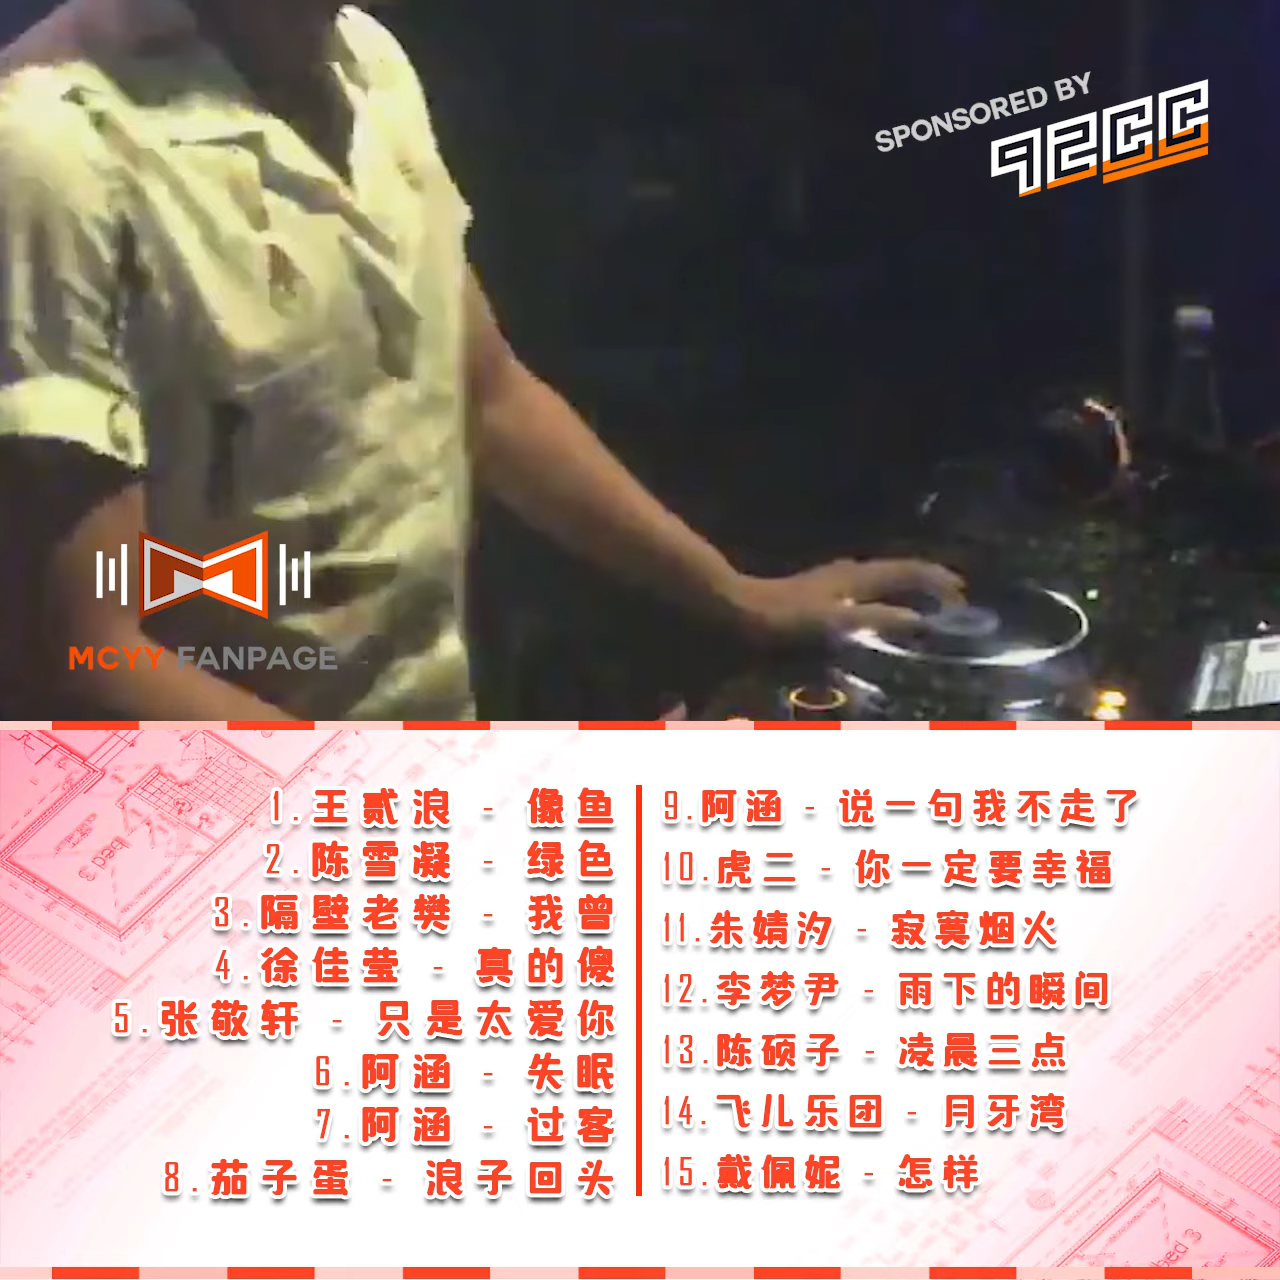 SPONSORED BY
92CC
MCYY FANPAGE
1.王贰浪 - 像鱼
2.陈雪凝 - 绿色
3.隔壁老樊 - 我曾
4.徐佳莹 - 真的傻
5.张敬轩 - 只是太爱你
6.阿涵 - 失眠
7.阿涵 - 过客
8.茄子蛋 - 浪子回头
9.阿涵 - 说一句我不走了
10.虎二 - 你一定要幸福
11.朱婧汐 - 寂寞烟火
12.李梦尹 - 雨下的瞬间
13.陈硕子 - 凌晨三点
14.飞儿乐团 - 月牙湾
15.戴佩妮 - 怎样